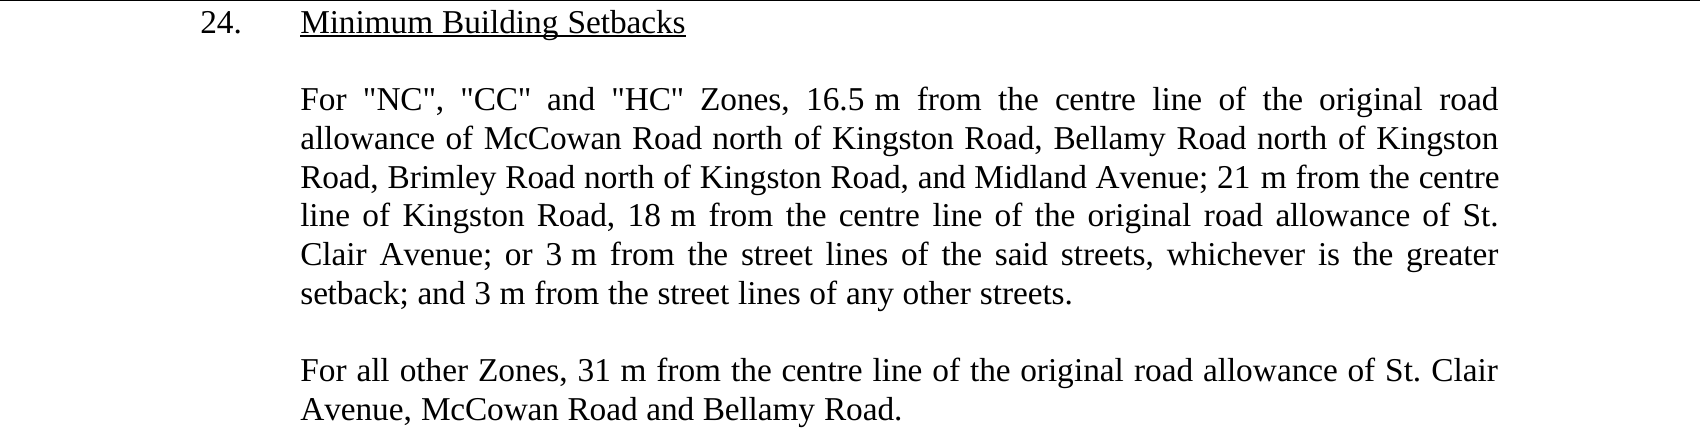 24. Minimum Building Setbacks
For "NC", "CC" and "HC" Zones, 16.5 m from the centre line of the original road
allowance of McCowan Road north of Kingston Road, Bellamy Road north of Kingston
Road, Brimley Road north of Kingston Road, and Midland Avenue; 21 m from the centre
line of Kingston Road, 18 m from the centre line of the original road allowance of St.
Clair Avenue; or 3 m from the street lines of the said streets, whichever is the greater
setback; and 3 m from the street lines of any other streets.
For all other Zones, 31 m from the centre line of the original road allowance of St. Clair
Avenue, McCowan Road and Bellamy Road.